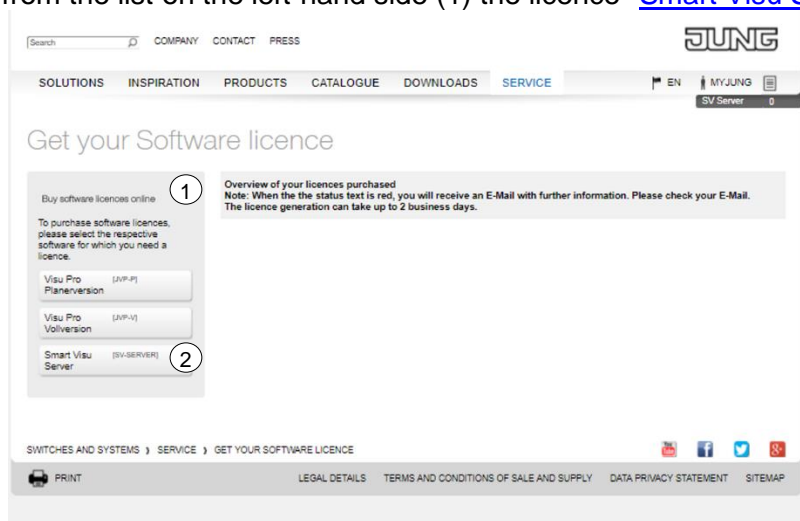 from the list on the left-hand side (1) the licence "Smart Visu S
Search COMPANY CONTACT PRESS
JUNG
SOLUTIONS INSPIRATION PRODUCTS CATALOGUE DOWNLOADS SERVICE EN MYJUNG
SV Server 0
Get your Software licence
Buy software licences online 1
To purchase software licences,
please select the respective
software for which you need a
licence.
Visu Pro [JVP-P]
Planerversion
Visu Pro [JVP-V]
Vollversion
Smart Visu [SV-SERVER]
Server 2
Overview of your licences purchased
Note: When the the status text is red, you will receive an E-Mail with further information. Please check your E-Mail.
The licence generation can take up to 2 business days.
SWITCHES AND SYSTEMS SERVICE GET YOUR SOFTWARE LICENCE
PRINT LEGAL DETAILS TERMS AND CONDITIONS OF SALE AND SUPPLY DATA PRIVACY STATEMENT SITEMAP